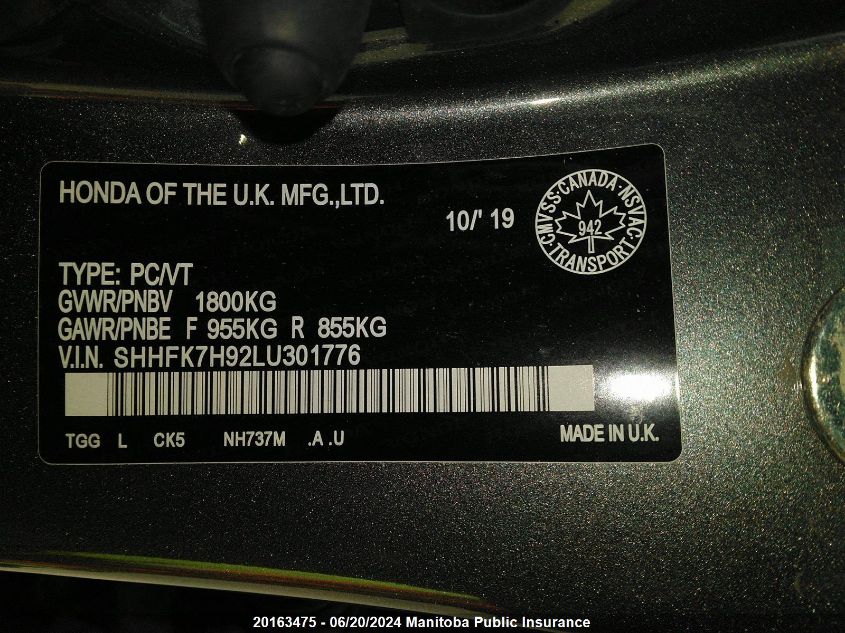 HONDA OF THE U.K. MFG.,LTD.
10/' 19
CMVSS·CANADA·NSVAC·TRANSPORT
942
TYPE: PC/VT
GVWR/PNBV 1800KG
GAWR/PNBE F 955KG R 855KG
V.I.N. SHHFK7H92LU301776
TGG L CK5 NH737M .A .U MADE IN U.K.
20163475 - 06/20/2024 Manitoba Public Insurance